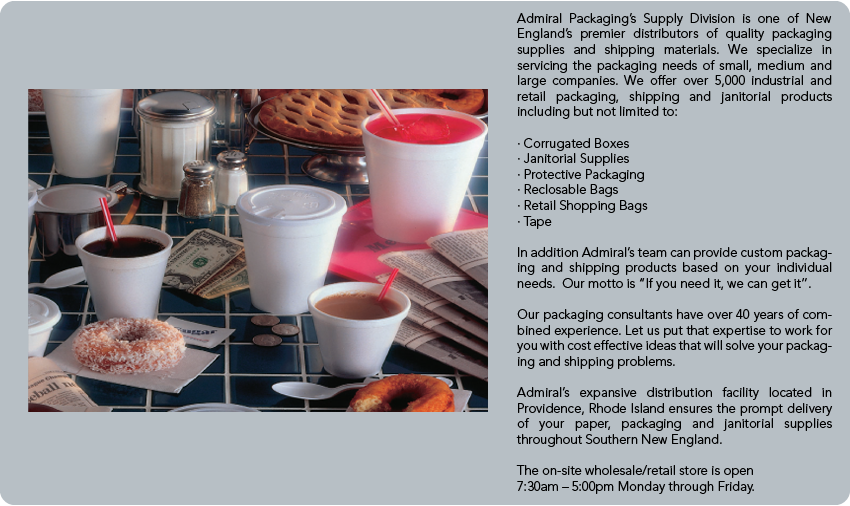 Admiral Packaging's Supply Division is one of New
England's premier distributors of quality packaging
supplies and shipping materials. We specialize in
servicing the packaging needs of small, medium and
large companies. We offer over 5,000 industrial and
retail packaging, shipping and janitorial products
including but not limited to:
· Corrugated Boxes
· Janitorial Supplies
· Protective Packaging
· Reclosable Bags
· Retail Shopping Bags
· Tape
In addition Admiral's team can provide custom packag-
ing and shipping products based on your individual
needs.  Our motto is "If you need it, we can get it".
Our packaging consultants have over 40 years of com-
bined experience. Let us put that expertise to work for
you with cost effective ideas that will solve your packag-
ing and shipping problems.
Admiral's expansive distribution facility located in
Providence, Rhode Island ensures the prompt delivery
of your paper, packaging and janitorial supplies
throughout Southern New England.
The on-site wholesale/retail store is open
7:30am – 5:00pm Monday through Friday.